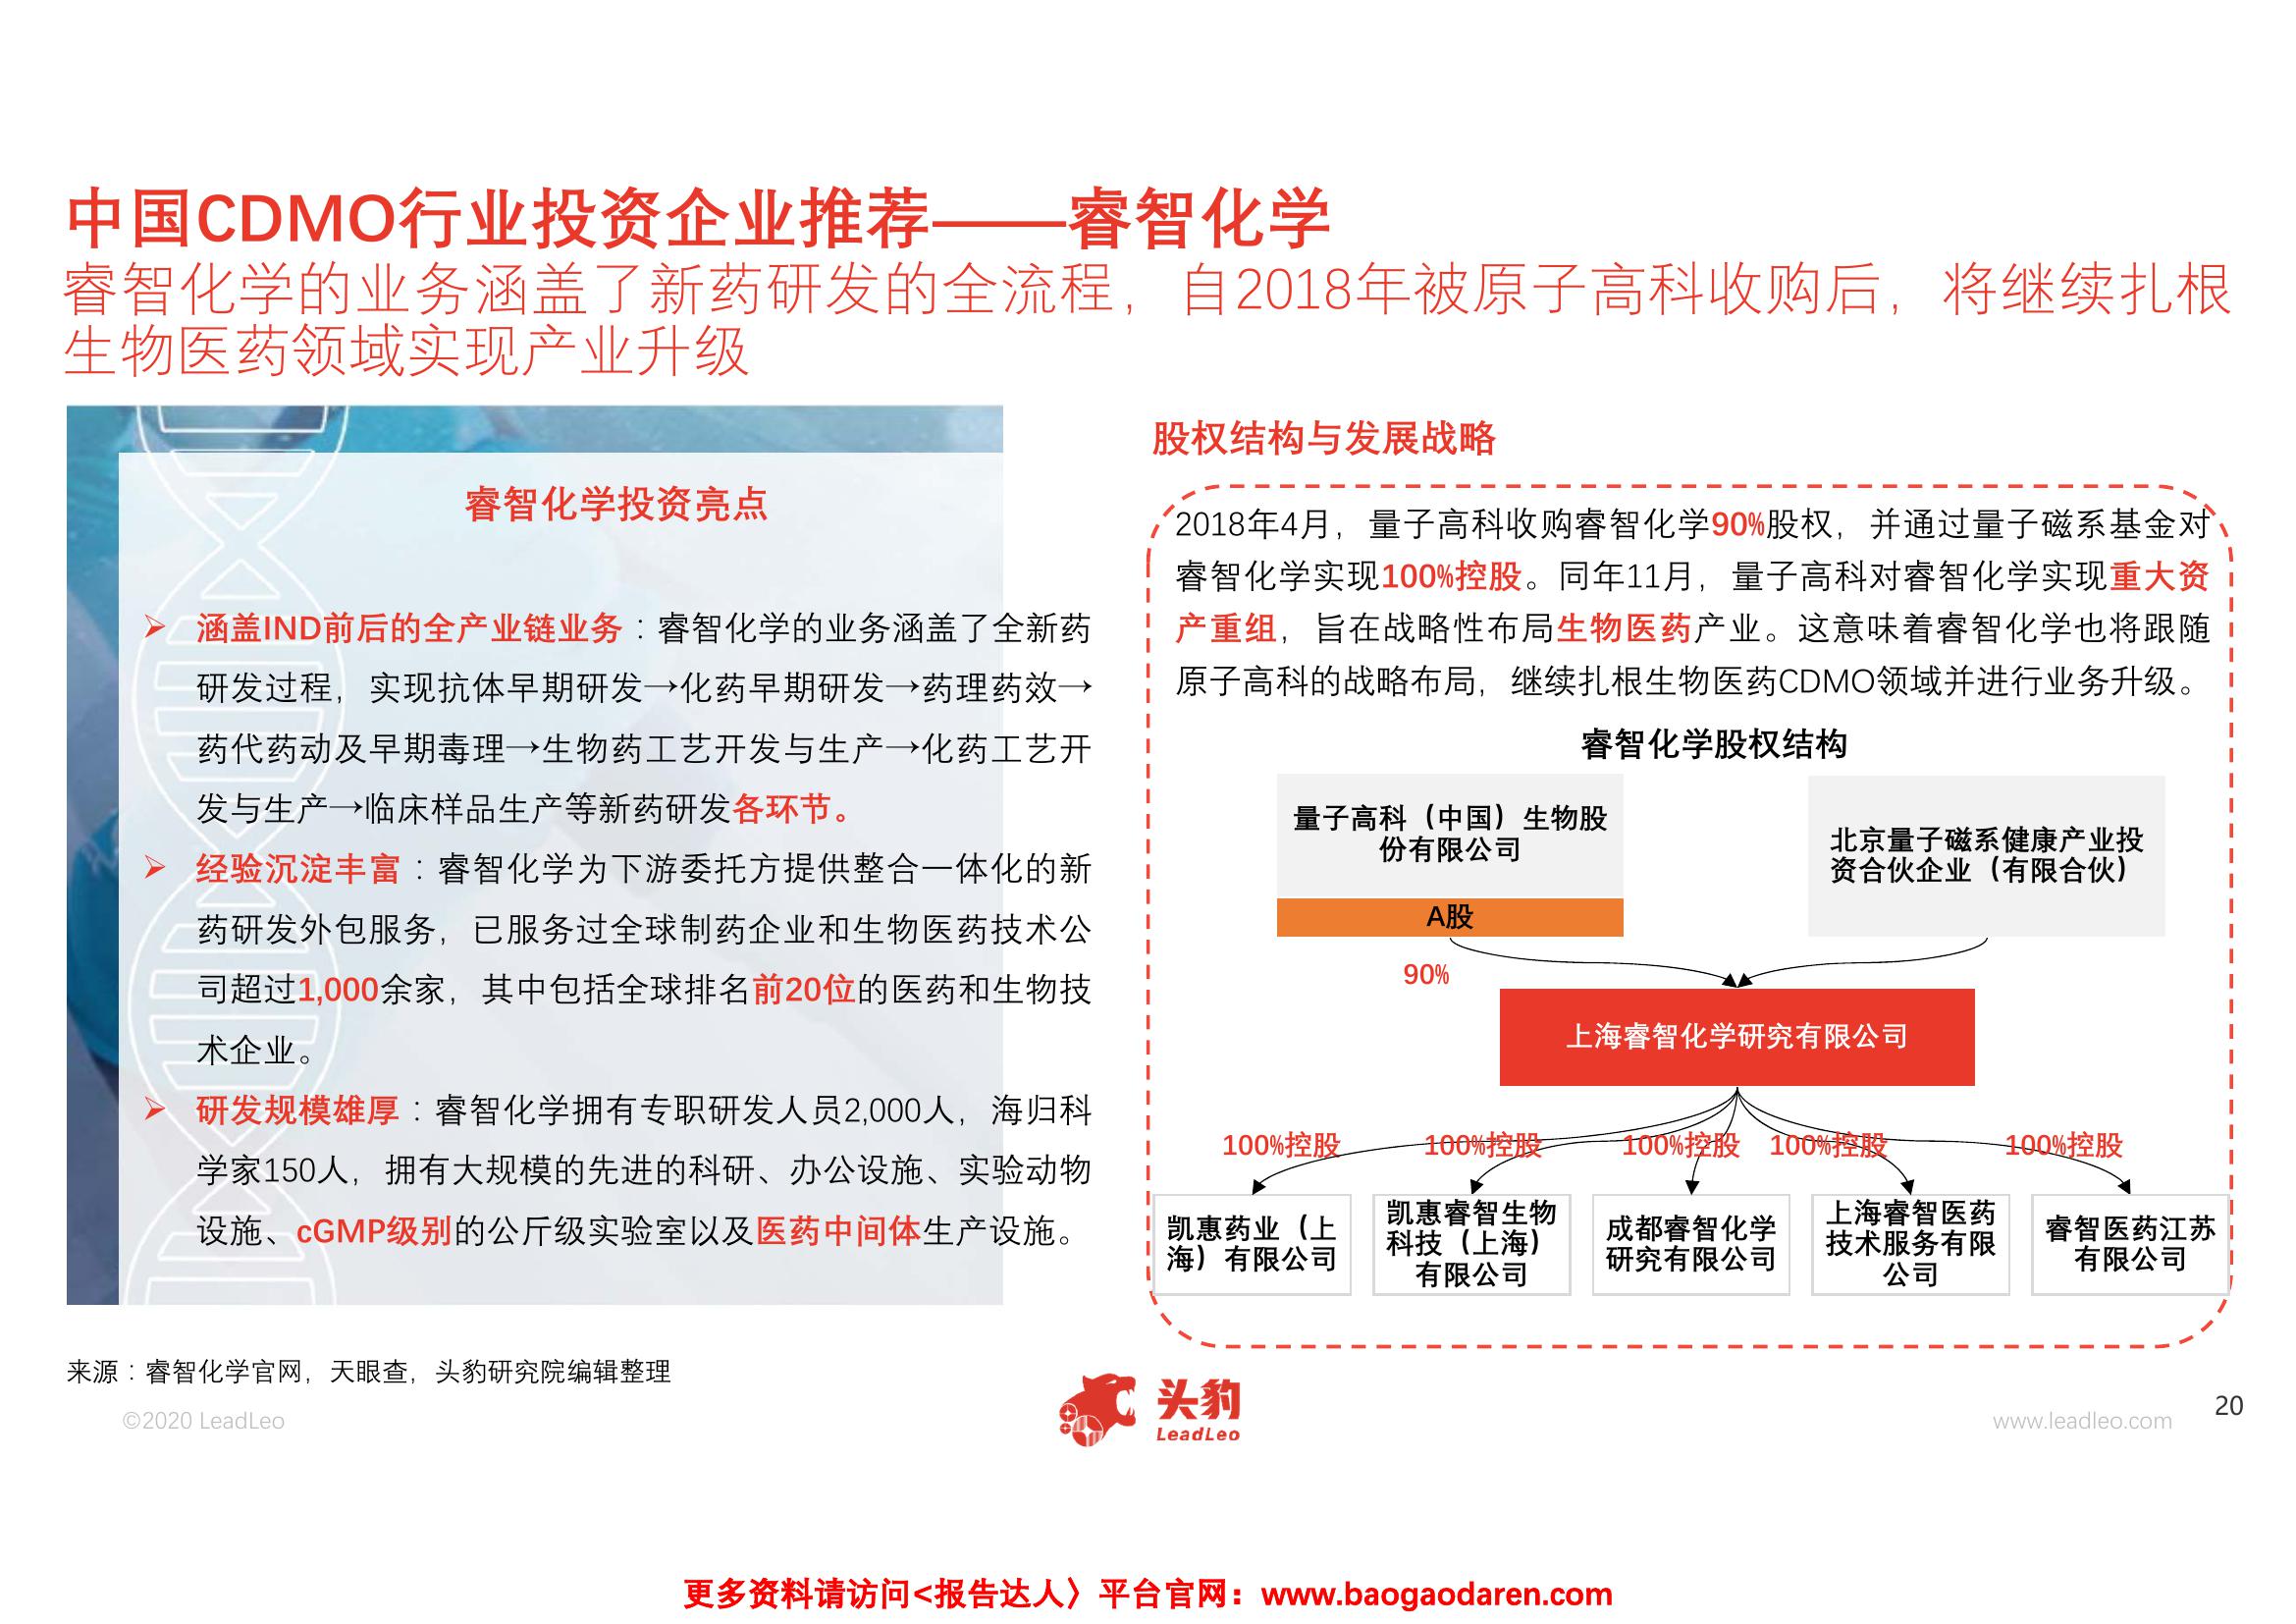 中国CDMO行业投资企业推荐——睿智化学
睿智化学的业务涵盖了新药研发的全流程，自2018年被原子高科收购后，将继续扎根
生物医药领域实现产业升级
睿智化学投资亮点
➢ 涵盖IND前后的全产业链业务：睿智化学的业务涵盖了全新药
研发过程，实现抗体早期研发→化药早期研发→药理药效→
药代药动及早期毒理→生物药工艺开发与生产→化药工艺开
发与生产→临床样品生产等新药研发各环节。
➢ 经验沉淀丰富：睿智化学为下游委托方提供整合一体化的新
药研发外包服务，已服务过全球制药企业和生物医药技术公
司超过1,000余家，其中包括全球排名前20位的医药和生物技
术企业。
➢ 研发规模雄厚：睿智化学拥有专职研发人员2,000人，海归科
学家150人，拥有大规模的先进的科研、办公设施、实验动物
设施、cGMP级别的公斤级实验室以及医药中间体生产设施。
股权结构与发展战略
2018年4月，量子高科收购睿智化学90%股权，并通过量子磁系基金对
睿智化学实现100%控股。同年11月，量子高科对睿智化学实现重大资
产重组，旨在战略性布局生物医药产业。这意味着睿智化学也将跟随
原子高科的战略布局，继续扎根生物医药CDMO领域并进行业务升级。
睿智化学股权结构
量子高科（中国）生物股
份有限公司
A股
北京量子磁系健康产业投
资合伙企业（有限合伙）
90%
上海睿智化学研究有限公司
100%控股 100%控股 100%控股 100%控股 100%控股
凯惠药业（上
海）有限公司
凯惠睿智生物
科技（上海）
有限公司
成都睿智化学
研究有限公司
上海睿智医药
技术服务有限
公司
睿智医药江苏
有限公司
来源：睿智化学官网，天眼查，头豹研究院编辑整理
©2020 LeadLeo
头豹
LeadLeo
www.leadleo.com
20
更多资料请访问<报告达人〉平台官网：www.baogaodaren.com